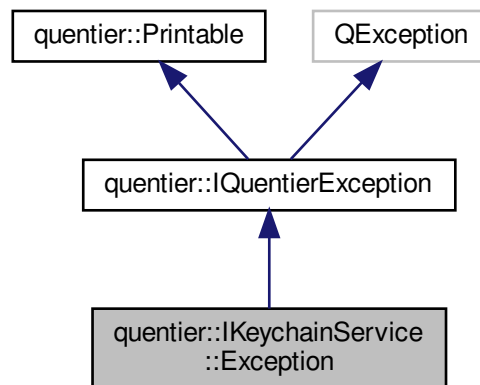 quentier::Printable
QException
quentier::IQuentierException
quentier::IKeychainService
::Exception